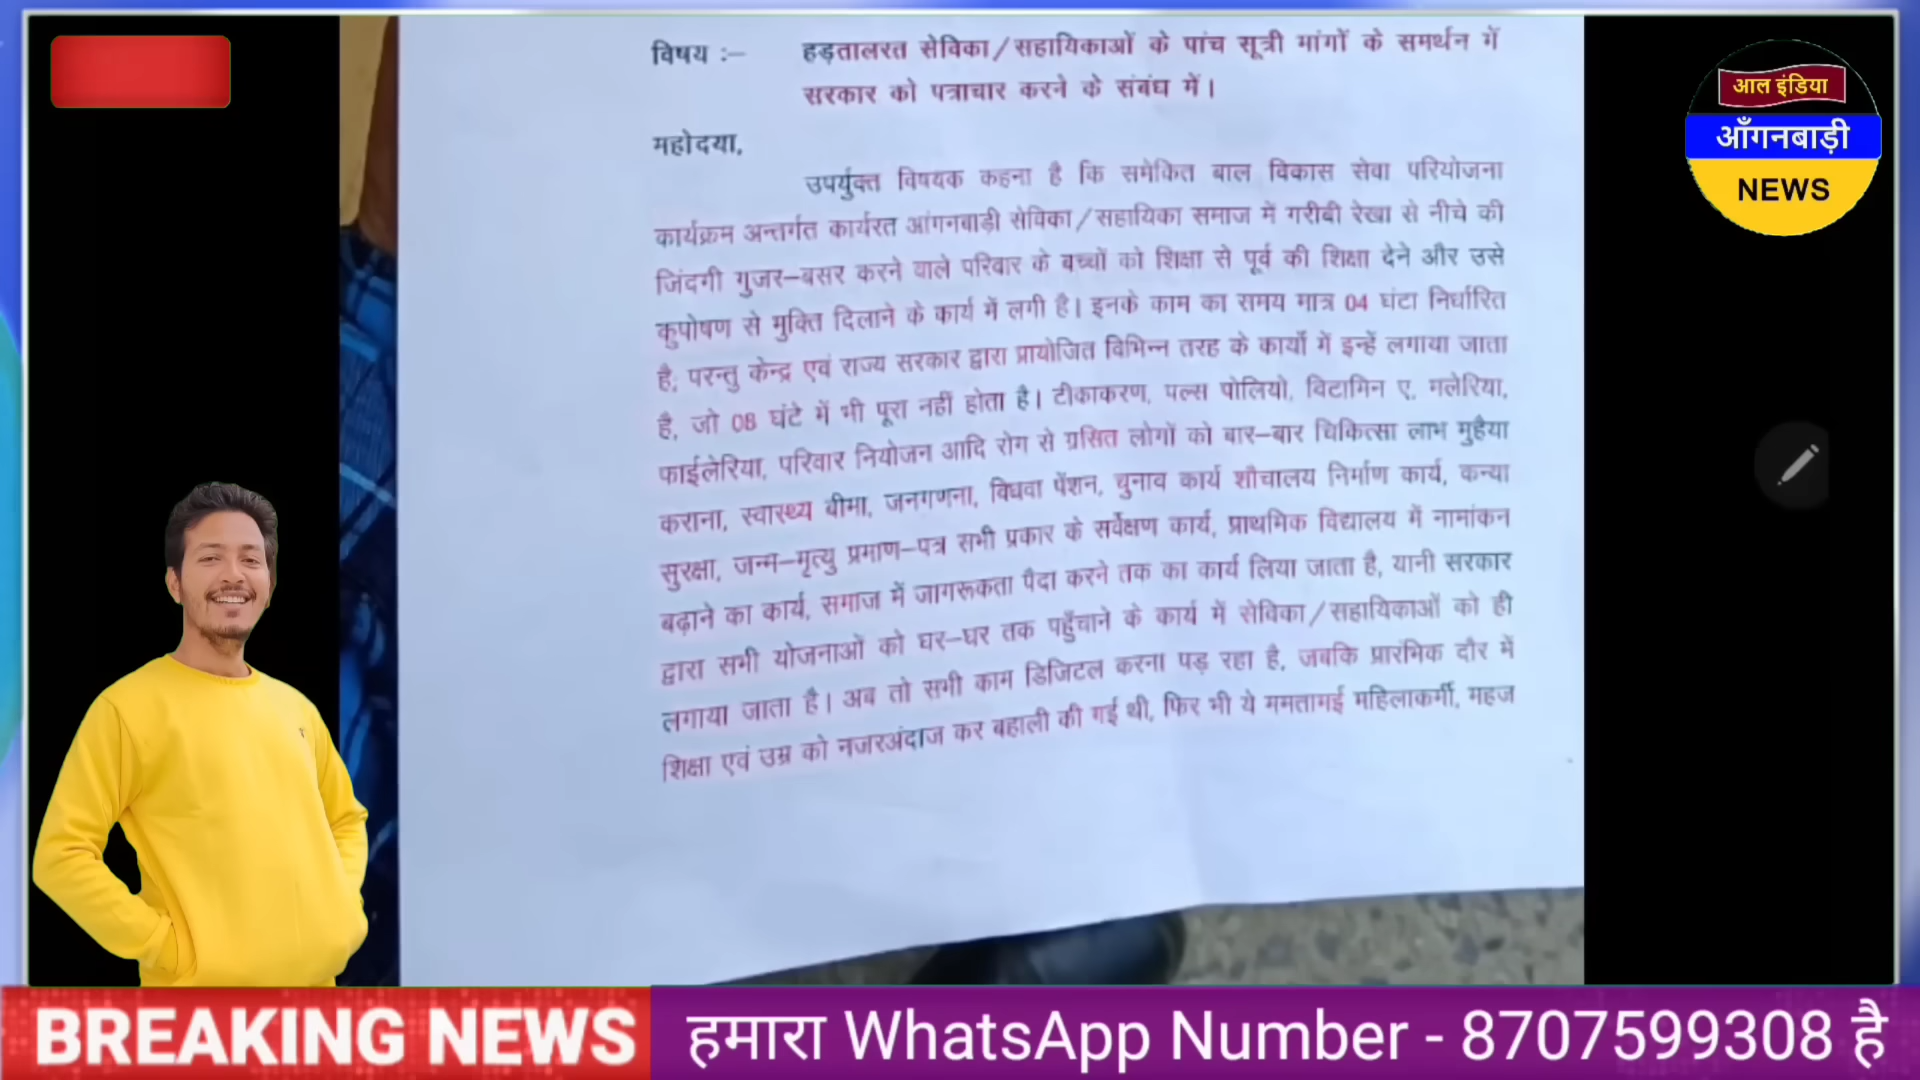 विषय :– हड़तालरत सेविका/सहायिकाओं के पांच सूत्री मांगों के समर्थन में
सरकार को पत्राचार करने के संबंध में।
महोदया,
उपर्युक्त विषयक कहना है कि समेकित बाल विकास सेवा परियोजना
कार्यक्रम अन्तर्गत कार्यरत आंगनबाड़ी सेविका/सहायिका समाज में गरीबी रेखा से नीचे की
जिंदगी गुजर–बसर करने वाले परिवार के बच्चों को शिक्षा से पूर्व की शिक्षा देने और उसे
कुपोषण से मुक्ति दिलाने के कार्य में लगी है। इनके काम का समय मात्र 04 घंटा निर्धारित
है, परन्तु केन्द्र एवं राज्य सरकार द्वारा प्रायोजित विभिन्न तरह के कार्यो में इन्हें लगाया जाता
है, जो 08 घंटे में भी पूरा नहीं होता है। टीकाकरण, पल्स पोलियो, विटामिन ए, मलेरिया,
फाईलेरिया, परिवार नियोजन आदि रोग से ग्रसित लोगों को बार–बार चिकित्सा लाभ मुहैया
कराना, स्वास्थ्य बीमा, जनगणना, विधवा पेंशन, चुनाव कार्य शौचालय निर्माण कार्य, कन्या
सुरक्षा, जन्म–मृत्यु प्रमाण–पत्र सभी प्रकार के सर्वेक्षण कार्य, प्राथमिक विद्यालय में नामांकन
बढ़ाने का कार्य, समाज में जागरूकता पैदा करने तक का कार्य लिया जाता है, यानी सरकार
द्वारा सभी योजनाओं को घर–घर तक पहुँचाने के कार्य में सेविका/सहायिकाओं को ही
लगाया जाता है। अब तो सभी काम डिजिटल करना पड़ रहा है, जबकि प्रारंभिक दौर में
शिक्षा एवं उम्र को नजरअंदाज कर बहाली की गई थी, फिर भी ये ममतामई महिलाकर्मी, महज
आल इंडिया
आँगनबाड़ी
NEWS
BREAKING NEWS हमारा WhatsApp Number - 8707599308 है